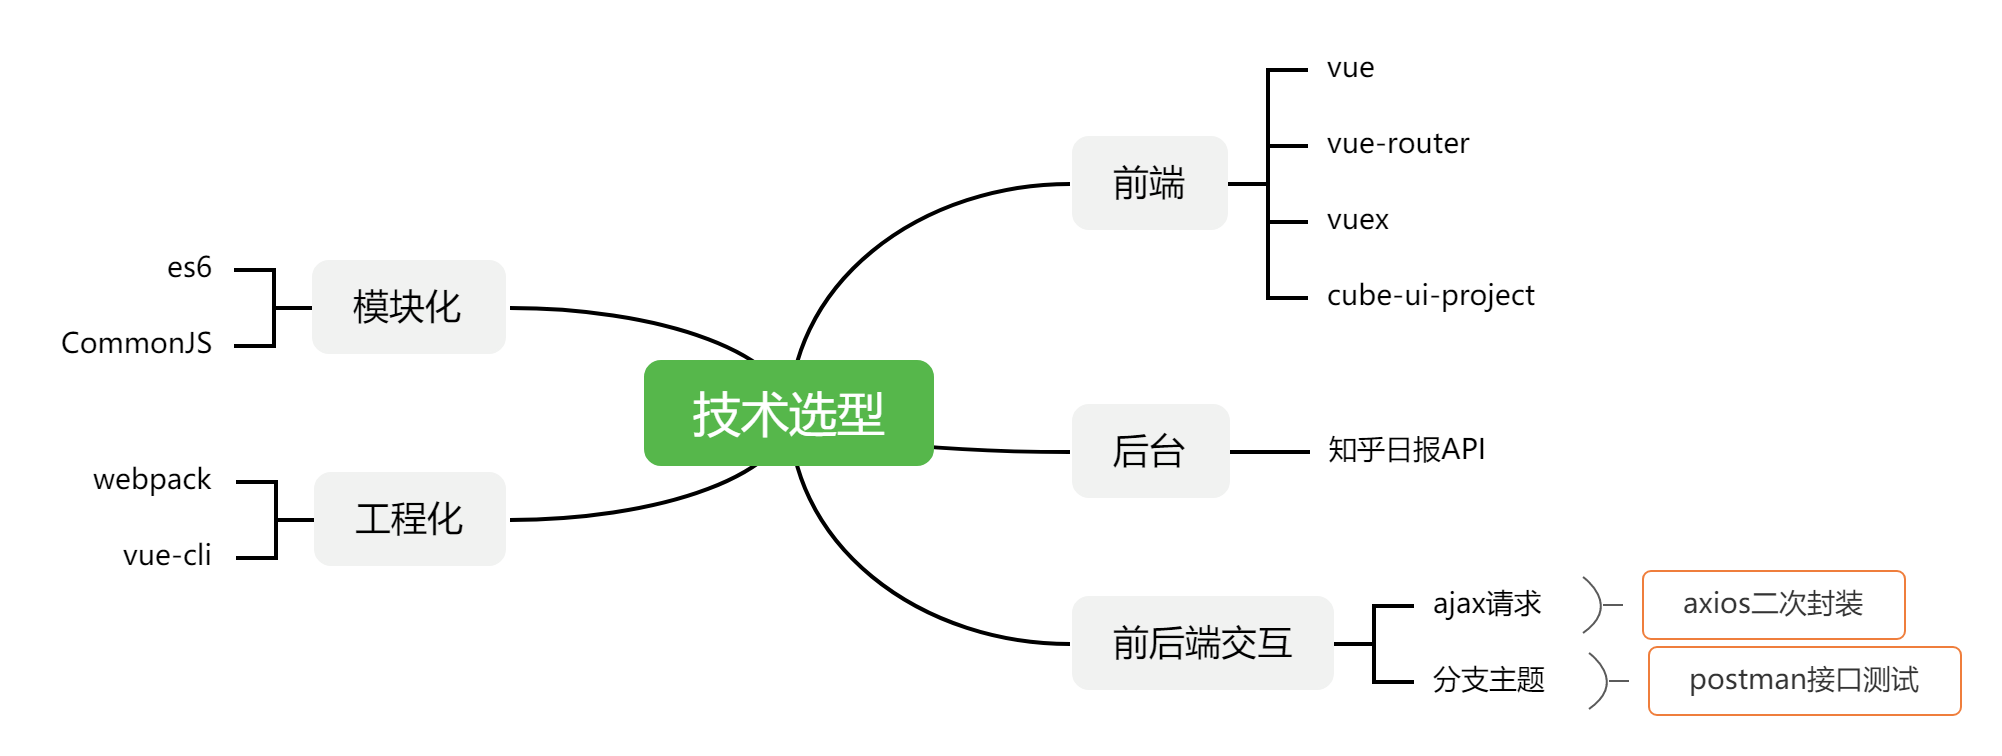 技术选型
前端
vue
vue-router
vuex
cube-ui-project
后台
知乎日报API
前后端交互
ajax请求
axios二次封装
分支主题
postman接口测试
模块化
es6
CommonJS
工程化
webpack
vue-cli